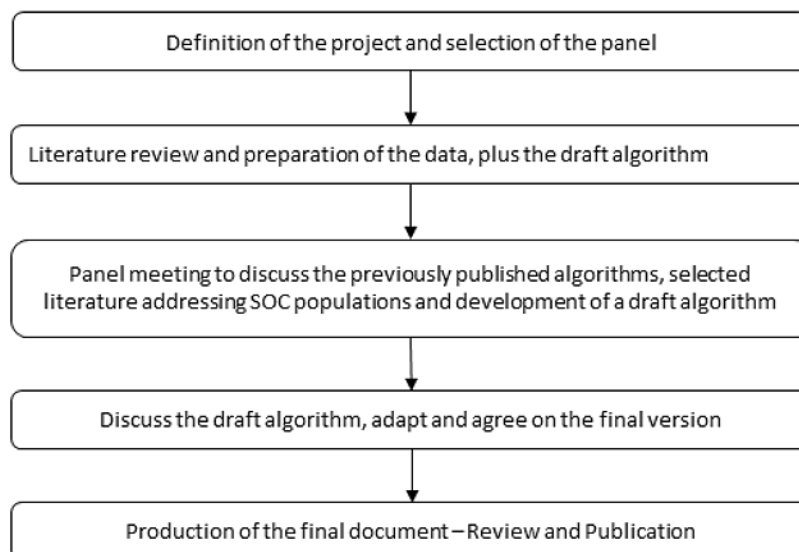 Definition of the project and selection of the panel
Literature review and preparation of the data, plus the draft algorithm
Panel meeting to discuss the previously published algorithms, selected
literature addressing SOC populations and development of a draft algorithm
Discuss the draft algorithm, adapt and agree on the final version
Production of the final document – Review and Publication